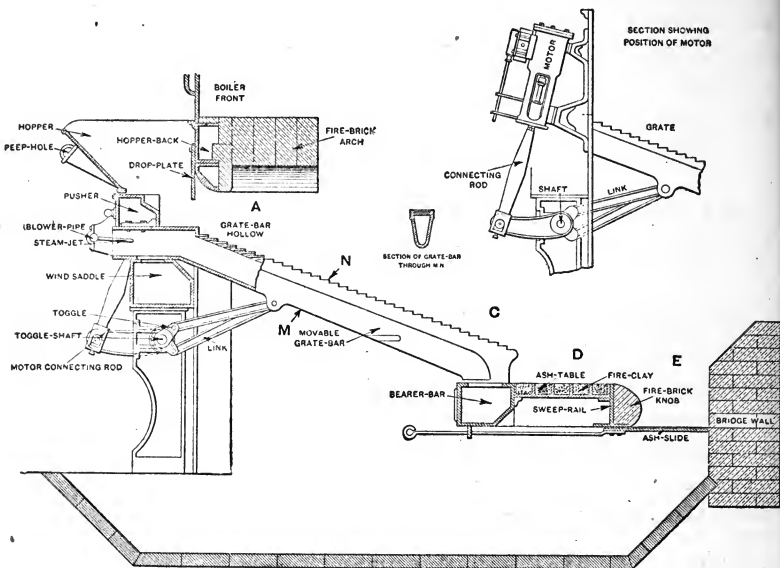 BOILER
FRONT
HOPPER
PEEP-HOLE
HOPPER-BACK
DROP-PLATE
FIRE-BRICK
ARCH
PUSHER
A
(BLOWER-PIPE
STEAM-JET
GRATE-BAR
HOLLOW
WIND SADDLE
TOGGLE
TOGGLE-SHAFT
MOTOR CONNECTING ROD
LINK
N
M
MOVABLE
GRATE-BAR
SECTION OF GRATE-BAR
THROUGH M N
SECTION SHOWING
POSITION OF MOTOR
MOTOR
GRATE
CONNECTING
ROD
SHAFT
LINK
C
D
E
ASH-TABLE
FIRE-CLAY
BEARER-BAR
SWEEP-RAIL
FIRE-BRICK
KNOB
BRIDGE WALL
ASH-SLIDE